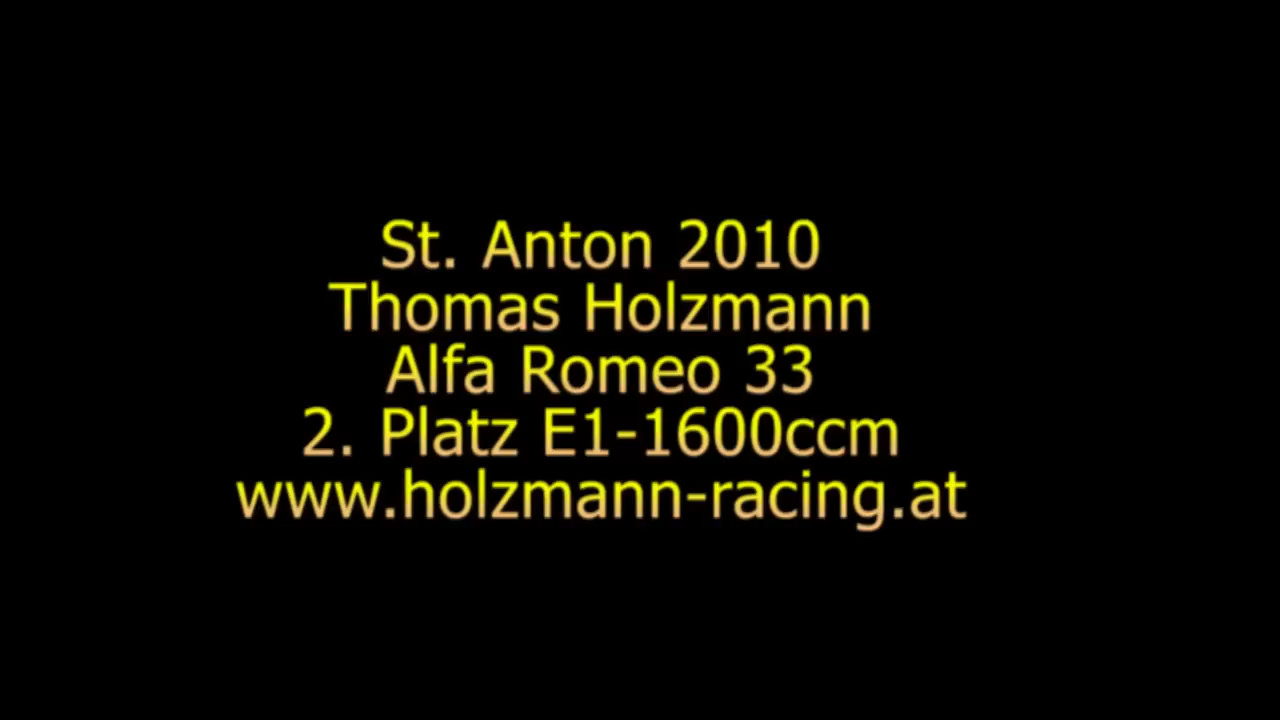 St. Anton 2010
Thomas Holzmann
Alfa Romeo 33
2. Platz E1-1600ccm
www.holzmann-racing.at